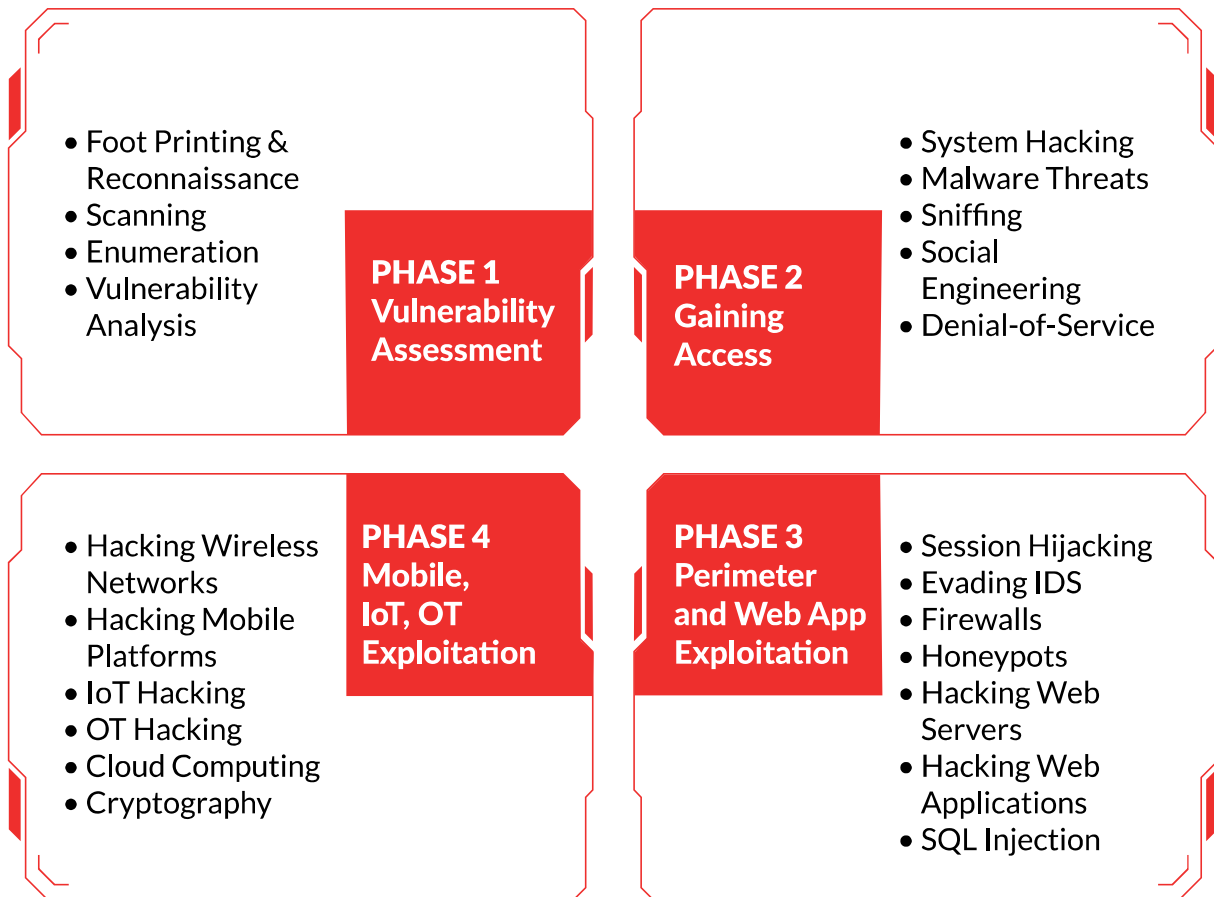 • Foot Printing &
Reconnaissance
• Scanning
• Enumeration
• Vulnerability
Analysis
PHASE 1
Vulnerability
Assessment
PHASE 2
Gaining
Access
• System Hacking
• Malware Threats
• Sniffing
• Social
Engineering
• Denial-of-Service
• Hacking Wireless
Networks
• Hacking Mobile
Platforms
• IoT Hacking
• OT Hacking
• Cloud Computing
• Cryptography
PHASE 4
Mobile,
IoT, OT
Exploitation
PHASE 3
Perimeter
and Web App
Exploitation
• Session Hijacking
• Evading IDS
• Firewalls
• Honeypots
• Hacking Web
Servers
• Hacking Web
Applications
• SQL Injection